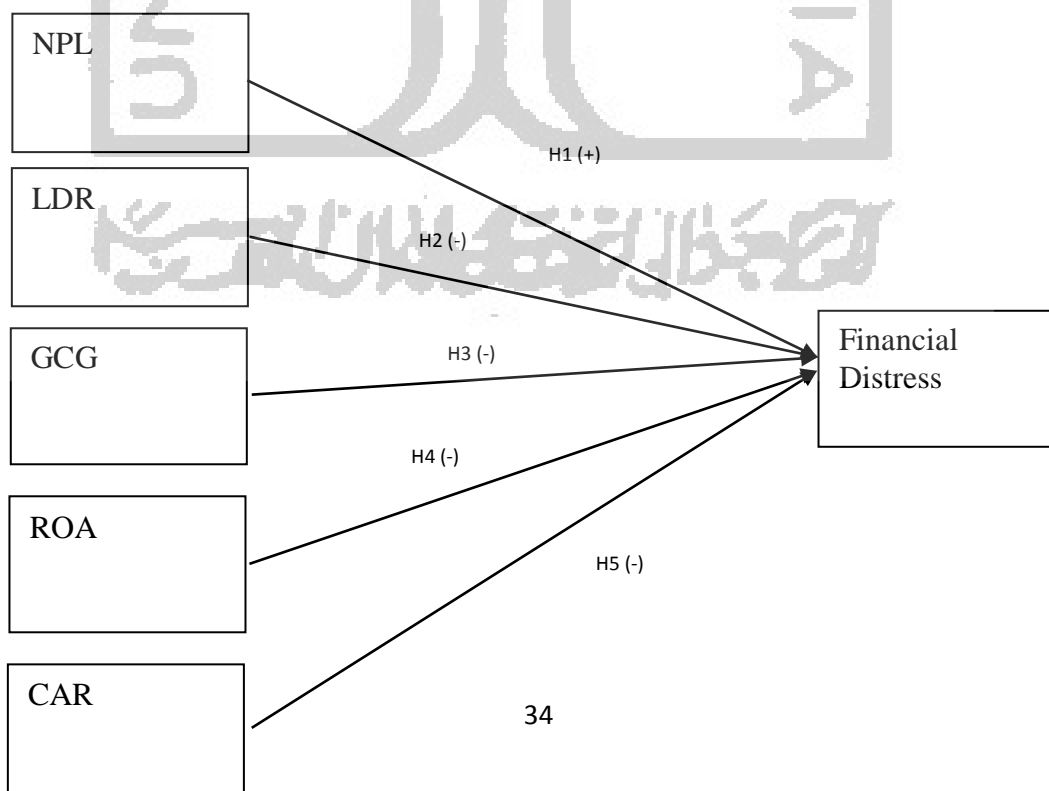 NPL
H1 (+)
LDR
H2 (-)
Financial
Distress
GCG
H3 (-)
H4 (-)
ROA
H5 (-)
CAR
34